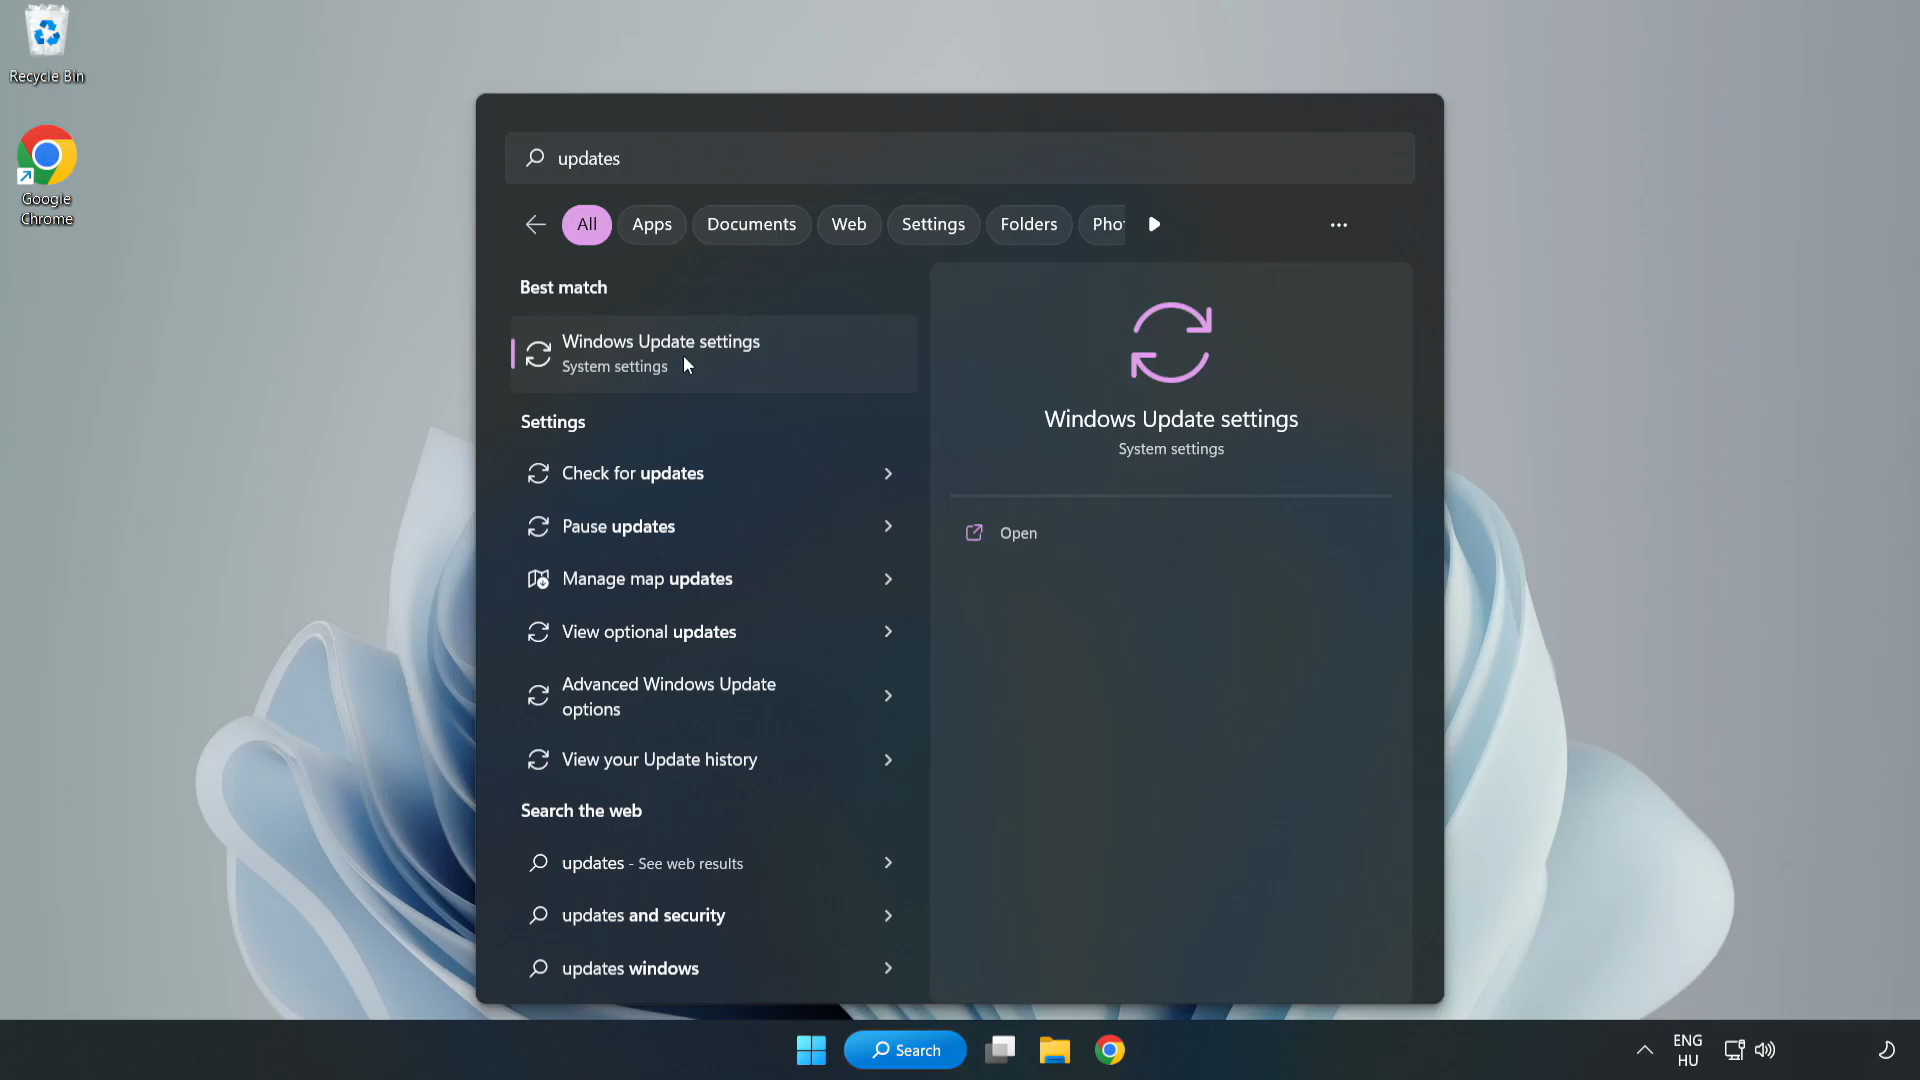 Recycle Bin
Google
Chrome
updates
All Apps Documents Web Settings Folders Phot
Best match
Windows Update settings
System settings
Settings
Check for updates
Pause updates
Manage map updates
View optional updates
Advanced Windows Update
options
View your Update history
Search the web
updates - See web results
updates and security
updates windows
Windows Update settings
System settings
Open
Search
ENG
HU